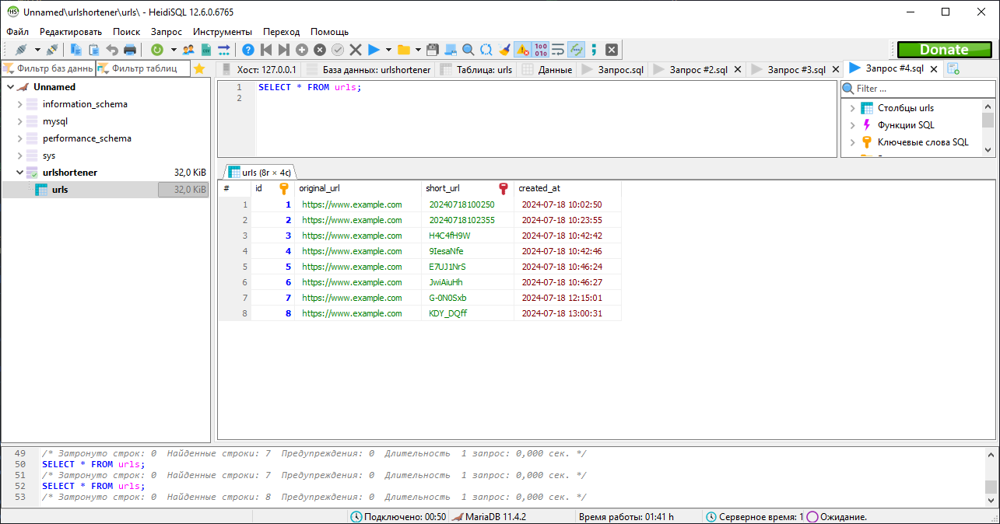 Unnamed\urlshortener\urls\ - HeidiSQL 12.6.0.6765
Файл Редактировать Поиск Запрос Инструменты Переход Помощь
Donate
Фильтр баз даннь Фильтр таблиц
Хост: 127.0.0.1 База данных: urlshortener Таблица: urls Данные Запрос.sql Запрос #2.sql Запрос #3.sql Запрос #4.sql
Unnamed
information_schema
mysql
performance_schema
sys
urlshortener 32,0 KiB
urls 32,0 KiB
1 SELECT * FROM urls;
2
Filter ...
Столбцы urls
Функции SQL
Ключевые слова SQL
urls (8r × 4c)
# id original_url short_url created_at
1 1 https://www.example.com 20240718100250 2024-07-18 10:02:50
2 2 https://www.example.com 20240718102355 2024-07-18 10:23:55
3 3 https://www.example.com H4C4fH9W 2024-07-18 10:42:42
4 4 https://www.example.com 9IesaNfe 2024-07-18 10:42:46
5 5 https://www.example.com E7UJ1NrS 2024-07-18 10:46:24
6 6 https://www.example.com JwiAiuHh 2024-07-18 10:46:27
7 7 https://www.example.com G-0N0Sxb 2024-07-18 12:15:01
8 8 https://www.example.com KDY_DQff 2024-07-18 13:00:31
49 /* Затронуто строк: 0 Найденные строки: 7 Предупреждения: 0 Длительность 1 запрос: 0,000 сек. */
50 SELECT * FROM urls;
51 /* Затронуто строк: 0 Найденные строки: 7 Предупреждения: 0 Длительность 1 запрос: 0,000 сек. */
52 SELECT * FROM urls;
53 /* Затронуто строк: 0 Найденные строки: 8 Предупреждения: 0 Длительность 1 запрос: 0,000 сек. */
Подключено: 00:50 MariaDB 11.4.2 Время работы: 01:41 h Серверное время: 1 Ожидание.